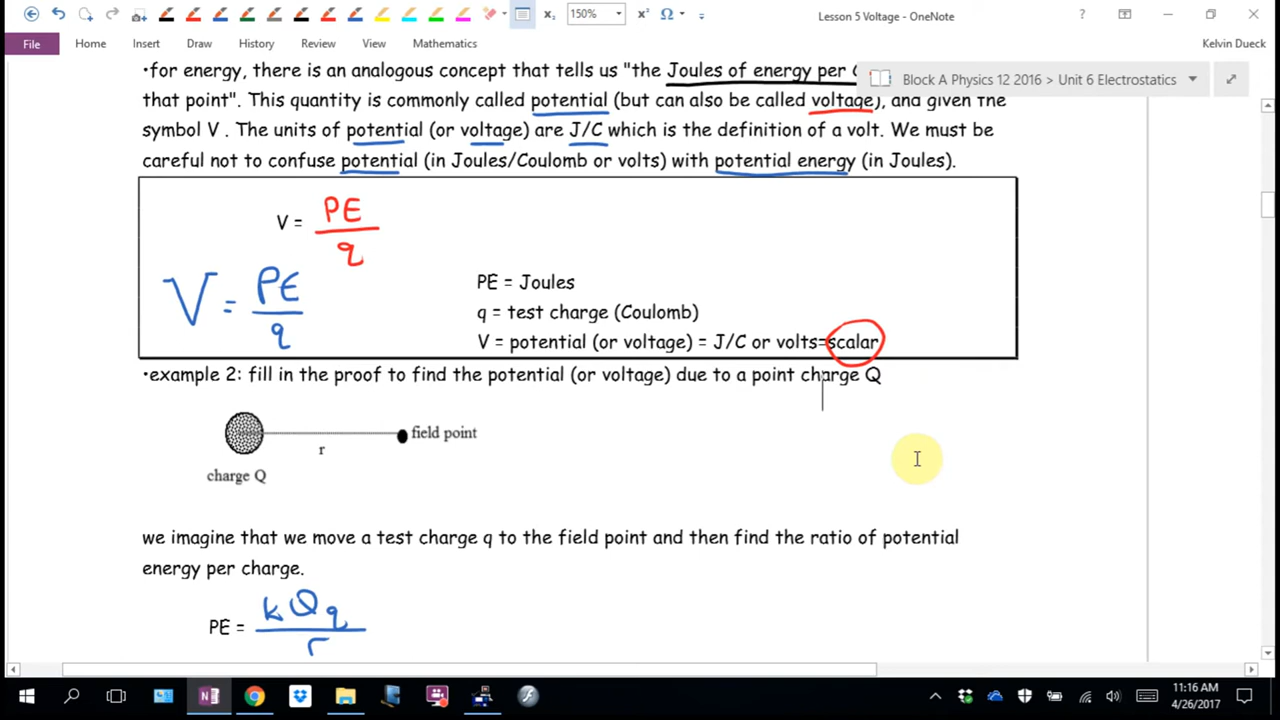 150%
Lesson 5 Voltage - OneNote
File Home Insert Draw History Review View Mathematics Kelvin Dueck
•for energy, there is an analogous concept that tells us "the Joules of energy per
Block A Physics 12 2016 > Unit 6 Electrostatics
that point". This quantity is commonly called potential (but can also be called voltage), and given the
symbol V . The units of potential (or voltage) are J/C which is the definition of a volt. We must be
careful not to confuse potential (in Joules/Coulomb or volts) with potential energy (in Joules).
V = PE
q
V = PE
q
PE = Joules
q = test charge (Coulomb)
V = potential (or voltage) = J/C or volts=scalar
•example 2: fill in the proof to find the potential (or voltage) due to a point charge Q
field point
r
charge Q
we imagine that we move a test charge q to the field point and then find the ratio of potential
energy per charge.
PE = kQq
r
11:16 AM
4/26/2017